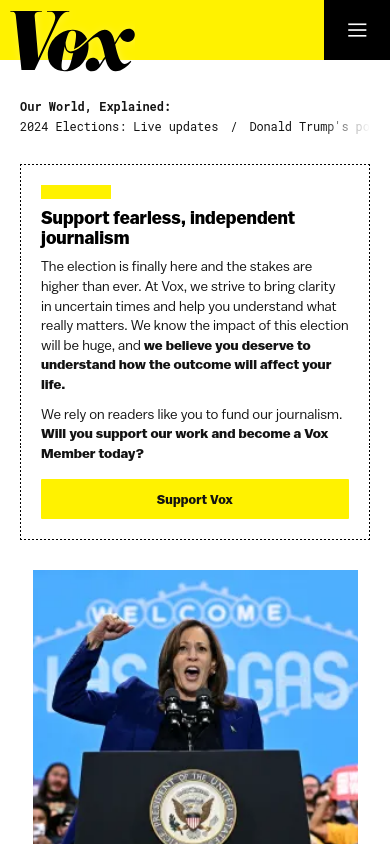 Vox
Our World, Explained:
2024 Elections: Live updates / Donald Trump's
Support fearless, independent
journalism
The election is finally here and the stakes are
higher than ever. At Vox, we strive to bring clarity
in uncertain times and help you understand what
really matters. We know the impact of this election
will be huge, and we believe you deserve to
understand how the outcome will affect your
life.
We rely on readers like you to fund our journalism.
Will you support our work and become a Vox
Member today?
Support Vox
WELCOME
LAS VEGAS
PRESIDENT OF THE